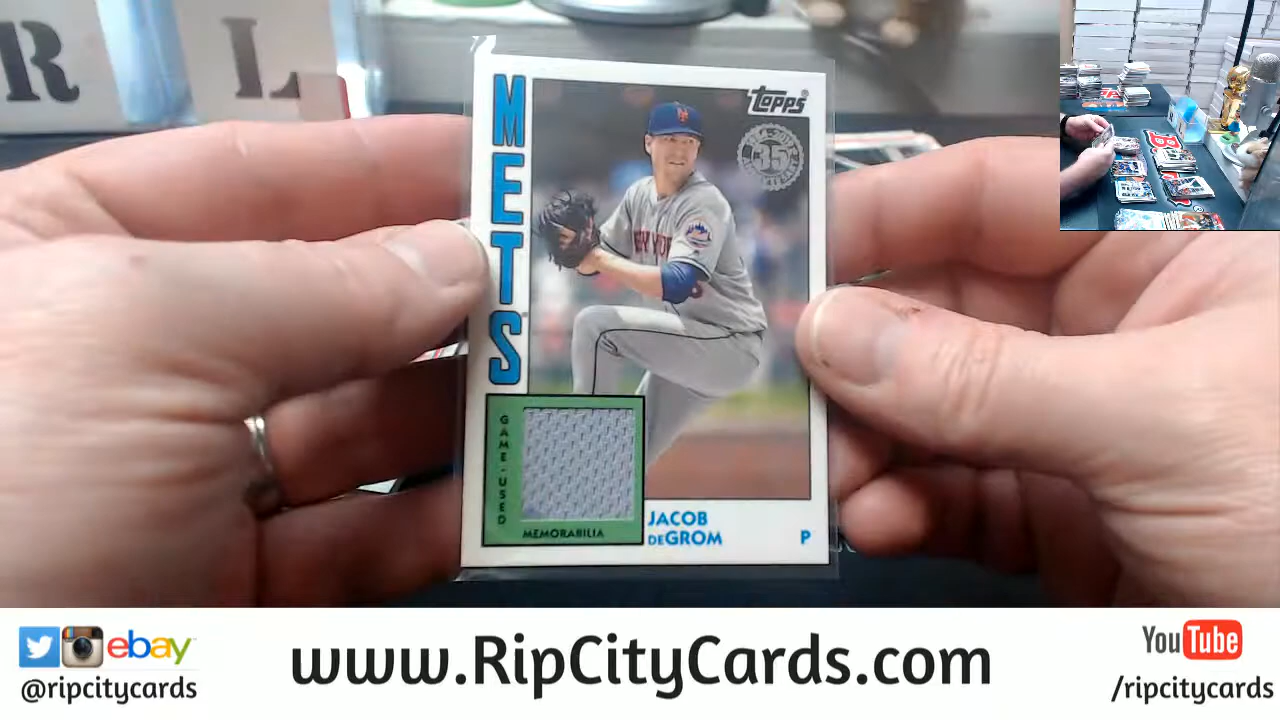 R L
METS
Topps
35
NEW YORK
GAME-USED
MEMORABILIA
JACOB
deGROM
P
ebay
@ripcitycards
www.RipCityCards.com
YouTube
/ripcitycards